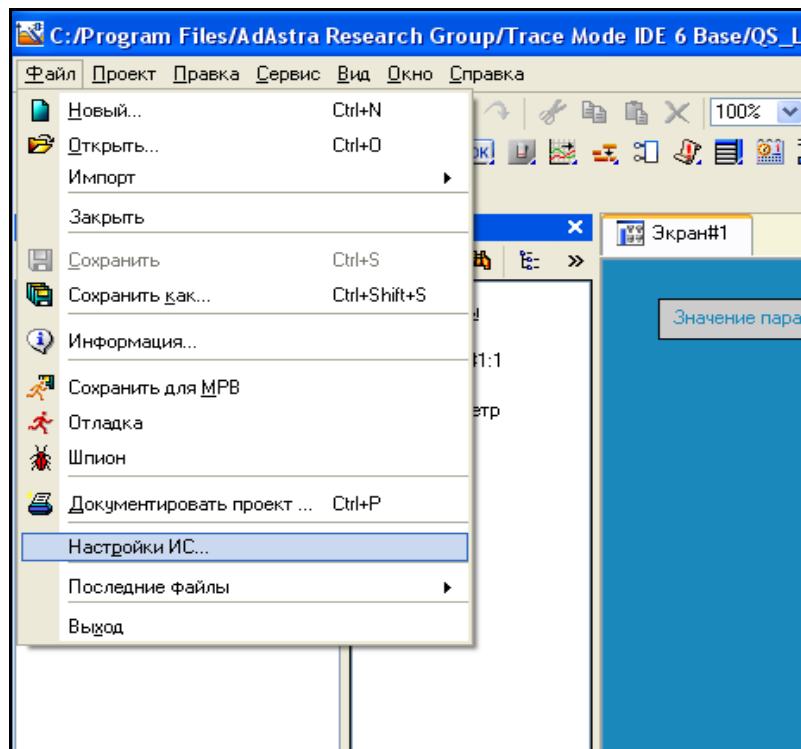 C:/Program Files/AdAstra Research Group/Trace Mode IDE 6 Base/QS_L
Файл Проект Правка Сервис Вид Окно Справка
100%
Новый... Ctrl+N
Открыть... Ctrl+O
Импорт
Закрыть
Экран#1
Сохранить Ctrl+S
Сохранить как... Ctrl+Shift+S
Значение пара
Информация...
#1:1
Сохранить для МРВ
етр
Отладка
Шпион
Документировать проект ... Ctrl+P
Настройки ИС...
Последние файлы
Выход